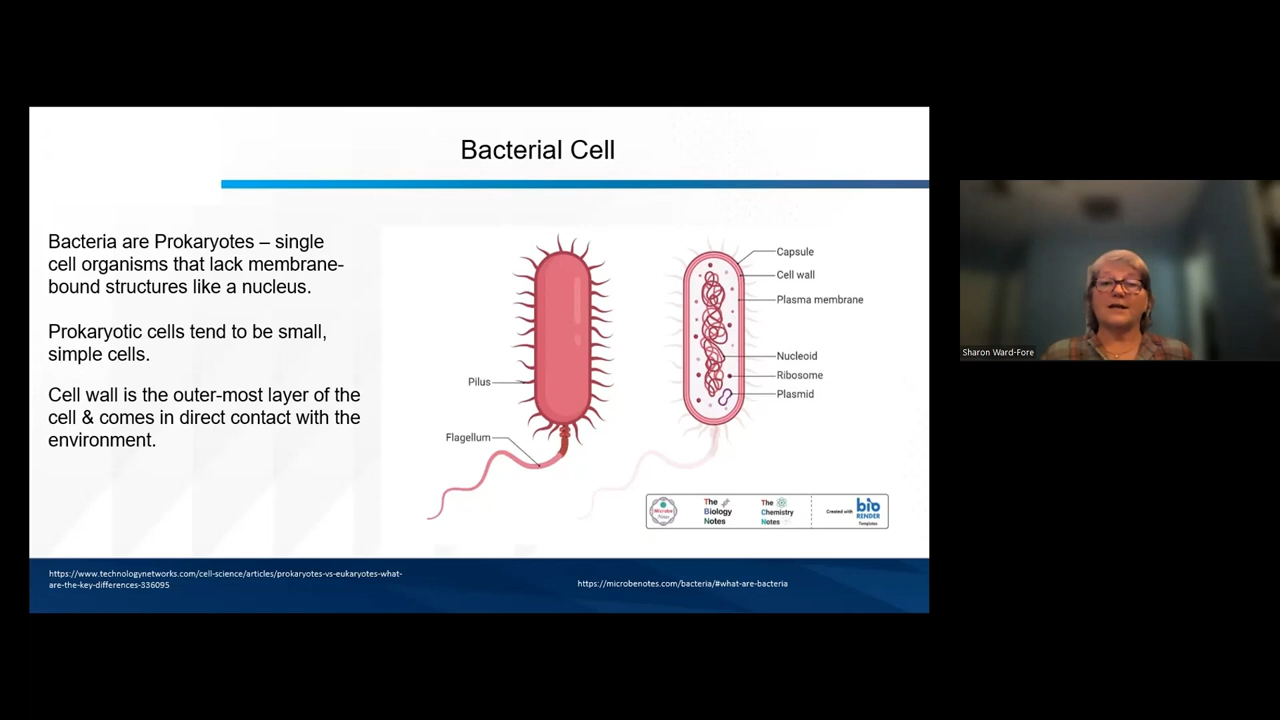 Bacterial Cell
Bacteria are Prokaryotes – single
cell organisms that lack membrane-
bound structures like a nucleus.
Prokaryotic cells tend to be small,
simple cells.
Cell wall is the outer-most layer of the
cell & comes in direct contact with the
environment.
Pilus
Flagellum
Capsule
Cell wall
Plasma membrane
Nucleoid
Ribosome
Plasmid
Microbe
Notes
The
Biology
Notes
The
Chemistry
Notes
Created with
bio
RENDER
Templates
https://www.technologynetworks.com/cell-science/articles/prokaryotes-vs-eukaryotes-what-
are-the-key-differences-336095
https://microbenotes.com/bacteria/#what-are-bacteria
Sharon Ward-Fore